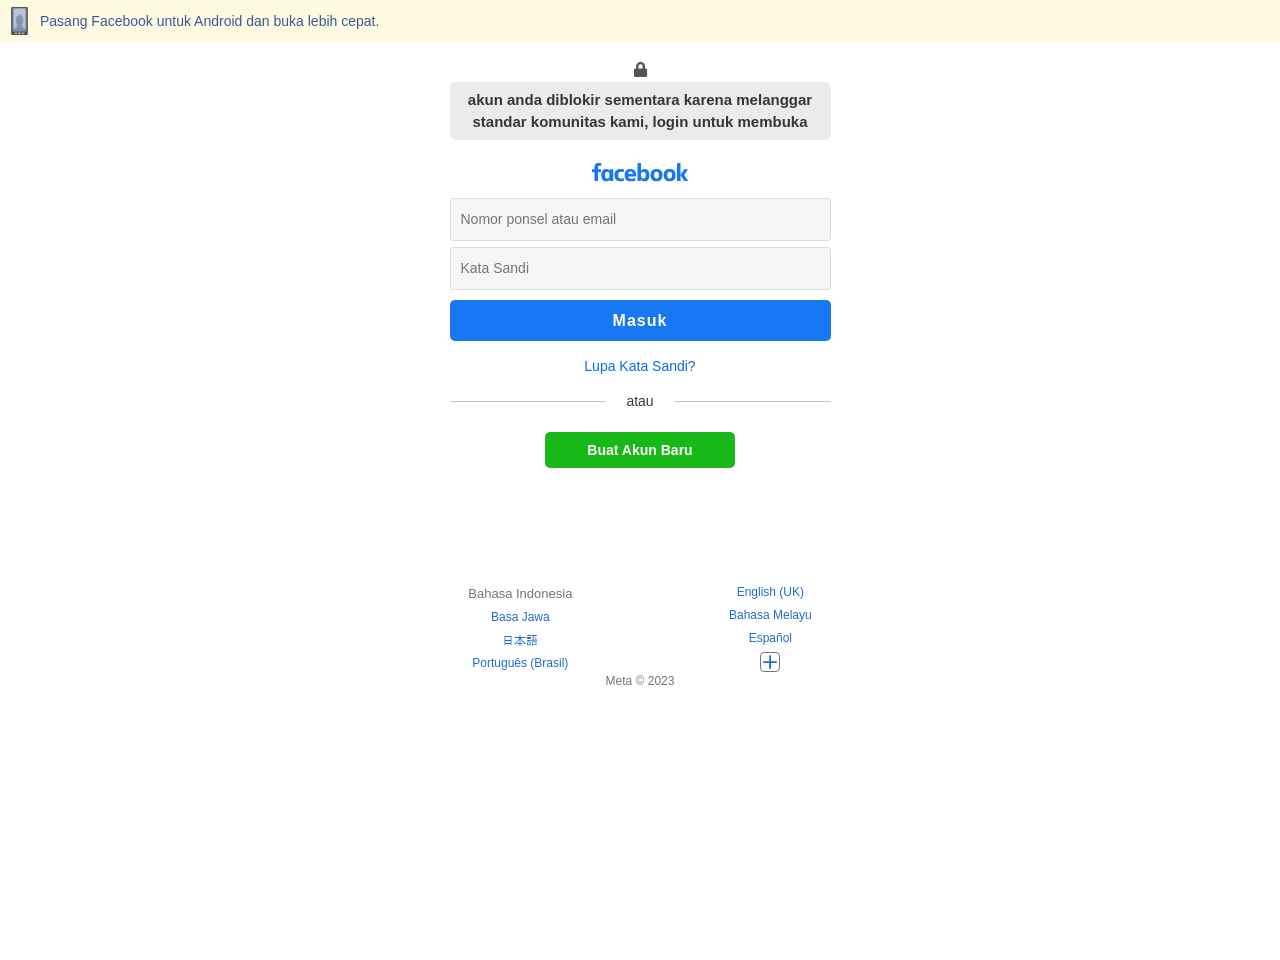 Pasang Facebook untuk Android dan buka lebih cepat.
akun anda diblokir sementara karena melanggar
standar komunitas kami, login untuk membuka
facebook
Nomor ponsel atau email
Kata Sandi
Masuk
Lupa Kata Sandi?
atau
Buat Akun Baru
Bahasa Indonesia
English (UK)
Basa Jawa
Bahasa Melayu
日本語
Español
Português (Brasil)
Meta © 2023